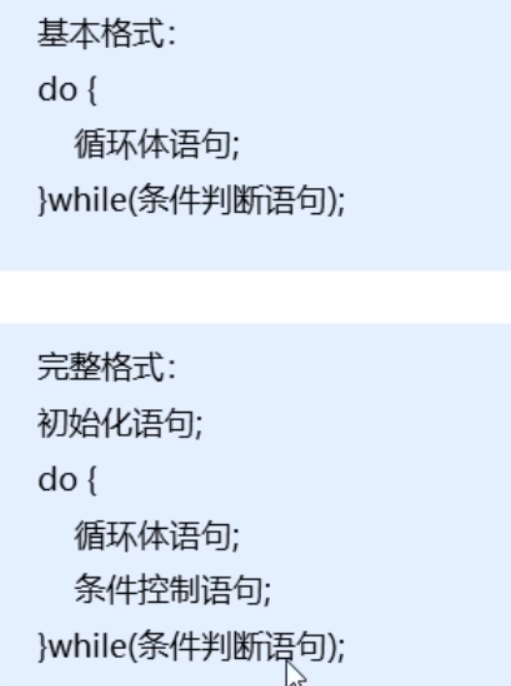 基本格式：
do {
循环体语句;
}while(条件判断语句);
完整格式：
初始化语句;
do {
循环体语句;
条件控制语句;
}while(条件判断语句);